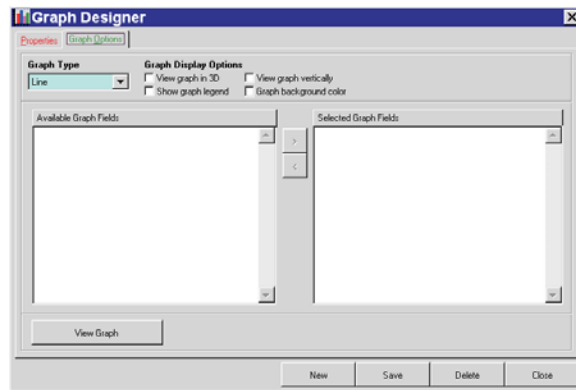 Graph Designer
Properties
Graph Options
Graph Type
Line
Graph Display Options
View graph in 3D
View graph vertically
Show graph legend
Graph background color
Available Graph Fields
Selected Graph Fields
>
<
View Graph
New
Save
Delete
Close